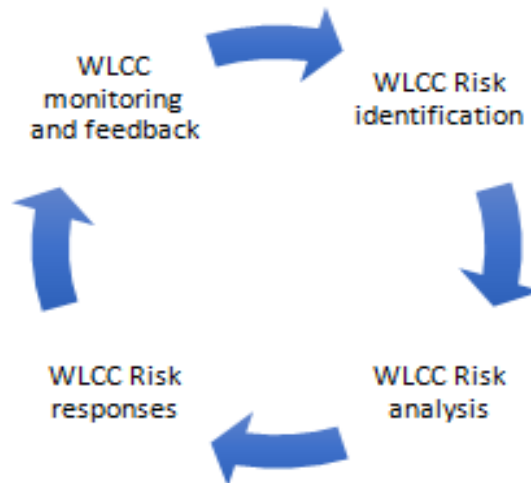 WLCC
monitoring
and feedback
WLCC Risk
identification
WLCC Risk
analysis
WLCC Risk
responses